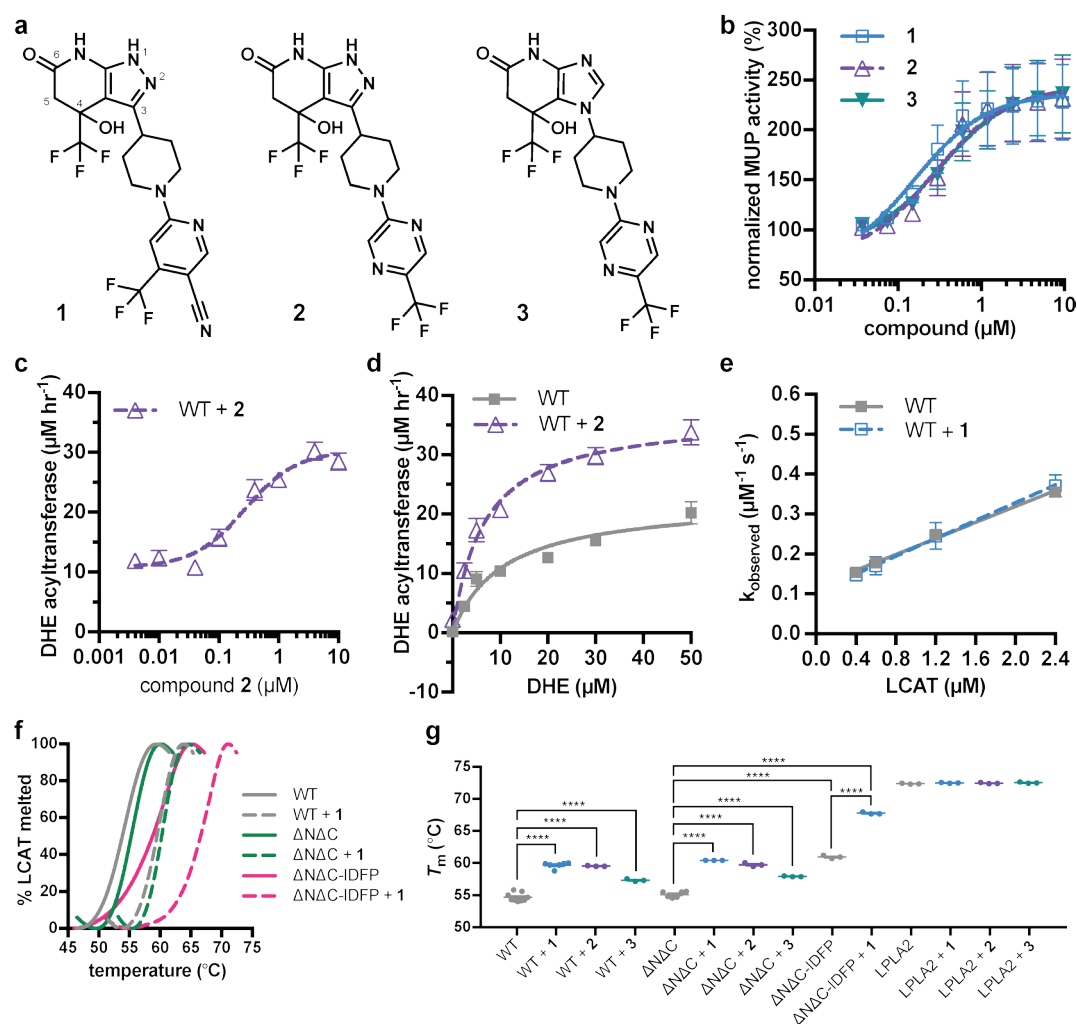 a
O
6
H
N
H
N
1
N
2
5
4
3
OH
F
F
F
N
N
F
F
F
N
1
O
H
N
H
N
N
OH
F
F
F
N
N
N
F
F
F
2
O
H
N
N
N
OH
F
F
F
N
N
N
F
F
F
3
b
normalized MUP activity (%)
300
250
200
150
100
50
1
2
3
0.01
0.1
1
10
compound (μM)
c
DHE acyltransferase (μM hr⁻¹)
40
30
20
10
0
WT + 2
0.001
0.01
0.1
1
10
compound 2 (μM)
d
DHE acyltransferase (μM hr⁻¹)
40
30
20
10
0
-10
WT
WT + 2
0
10
20
30
40
50
DHE (μM)
e
k observed (μM⁻¹ s⁻¹)
0.6
0.5
0.4
0.3
0.2
0.1
0.0
WT
WT + 1
0.0
0.4
0.8
1.2
1.6
2.0
2.4
LCAT (μM)
f
% LCAT melted
100
80
60
40
20
0
45
50
55
60
65
70
75
temperature (°C)
WT
WT + 1
ΔNΔC
ΔNΔC + 1
ΔNΔC-IDFP
ΔNΔC-IDFP + 1
g
Tm (°C)
75
70
65
60
55
50
****
****
****
****
****
****
****
****
****
WT
WT + 1
WT + 2
WT + 3
ΔNΔC
ΔNΔC + 1
ΔNΔC + 2
ΔNΔC + 3
ΔNΔC-IDFP
ΔNΔC-IDFP + 1
LPLA2
LPLA2 + 1
LPLA2 + 2
LPLA2 + 3